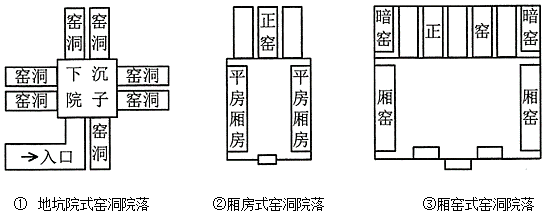 窑洞 窑洞
窑洞 下沉 窑洞
窑洞 院子 窑洞
窑洞
→入口
① 地坑院式窑洞院落
正窑
平房厢房 平房厢房
②厢房式窑洞院落
暗窑 正 窑 暗窑
厢窑 厢窑
③厢窑式窑洞院落